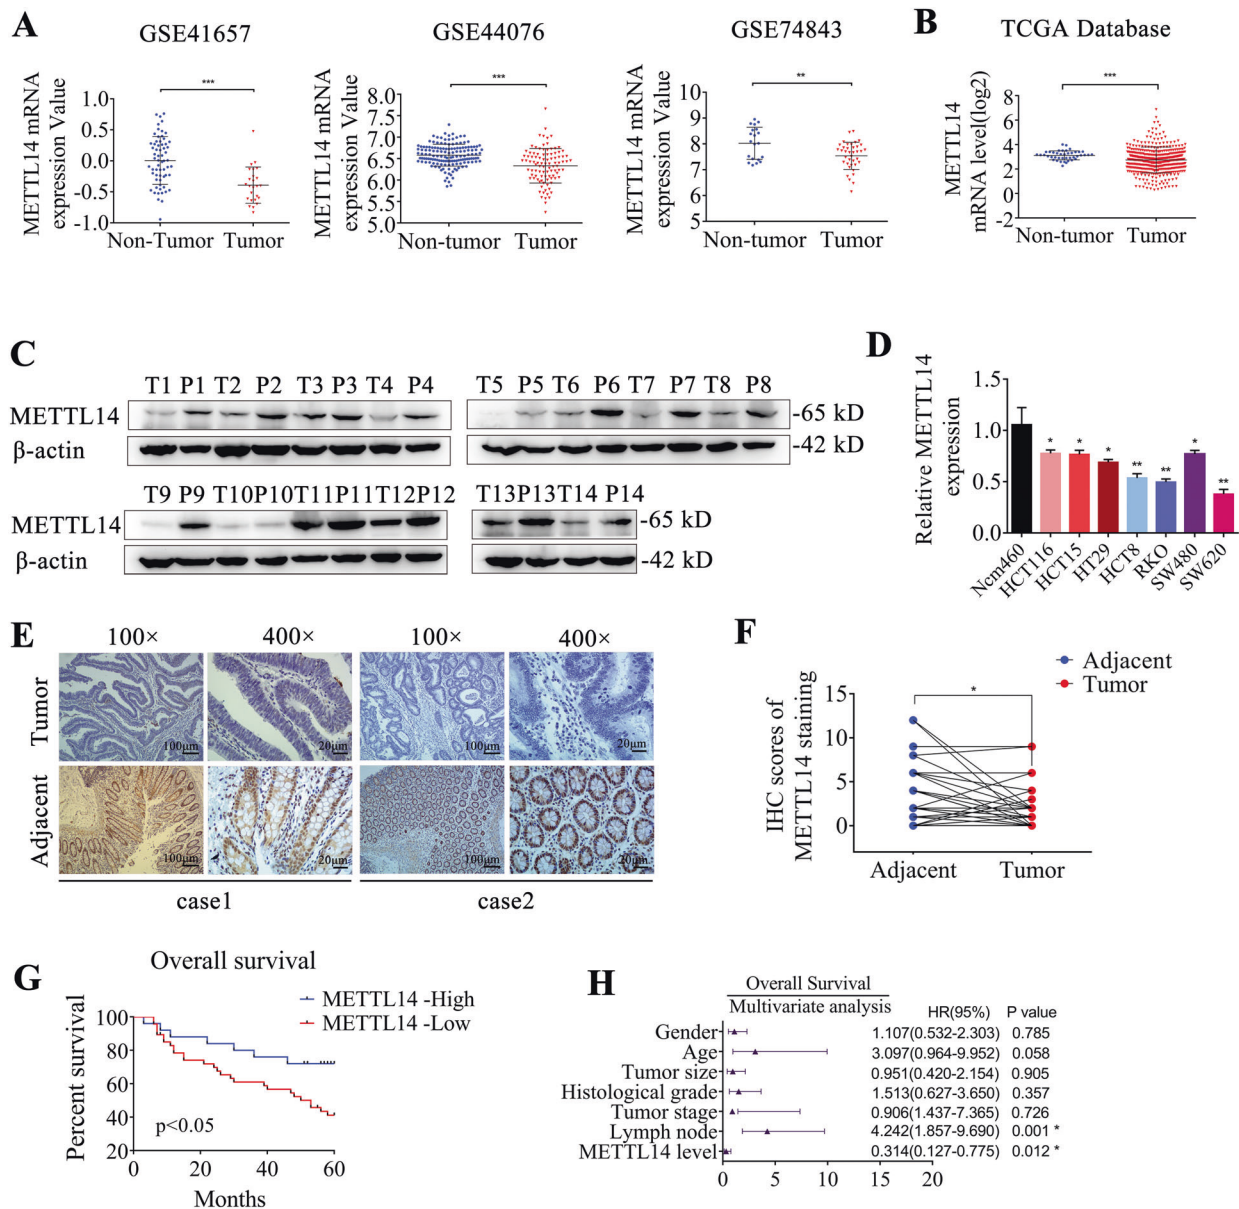 A
GSE41657
METTL14 mRNA
expression Value
***
1.0
0.5
0.0
-0.5
-1.0
Non-Tumor Tumor
GSE44076
METTL14 mRNA
expression Value
***
8.0
7.5
7.0
6.5
6.0
5.5
5.0
Non-tumor Tumor
GSE74843
METTL14 mRNA
expression Value
**
10
9
8
7
6
5
Non-tumor Tumor
B
TCGA Database
METTL14
mRNA level(log2)
***
8
6
4
2
0
-2
Non-tumor Tumor
C
T1 P1 T2 P2 T3 P3 T4 P4
T5 P5 T6 P6 T7 P7 T8 P8
METTL14
-65 kD
β-actin
-42 kD
T9 P9 T10 P10 T11 P11 T12 P12
T13 P13 T14 P14
METTL14
-65 kD
β-actin
-42 kD
D
Relative METTL14
expression
1.5
1.0
0.5
0.0
* * * ** ** * **
Ncm460 HCT116 HCT15 HT29 HCT8 RKO SW480 SW620
E
100× 400× 100× 400×
Tumor
100μm 20μm 100μm 20μm
Adjacent
100μm 20μm 100μm 20μm
case1 case2
F
Adjacent
Tumor
IHC scores of
METTL14 staining
*
15
10
5
0
Adjacent Tumor
G
Overall survival
METTL14 -High
METTL14 -Low
Percent survival
100
80
60
40
20
p<0.05
0 20 40 60
Months
H
Overall Survival
Multivariate analysis HR(95%) P value
Gender 1.107(0.532-2.303) 0.785
Age 3.097(0.964-9.952) 0.058
Tumor size 0.951(0.420-2.154) 0.905
Histological grade 1.513(0.627-3.650) 0.357
Tumor stage 0.906(1.437-7.365) 0.726
Lymph node 4.242(1.857-9.690) 0.001 *
METTL14 level 0.314(0.127-0.775) 0.012 *
0 5 10 15 20